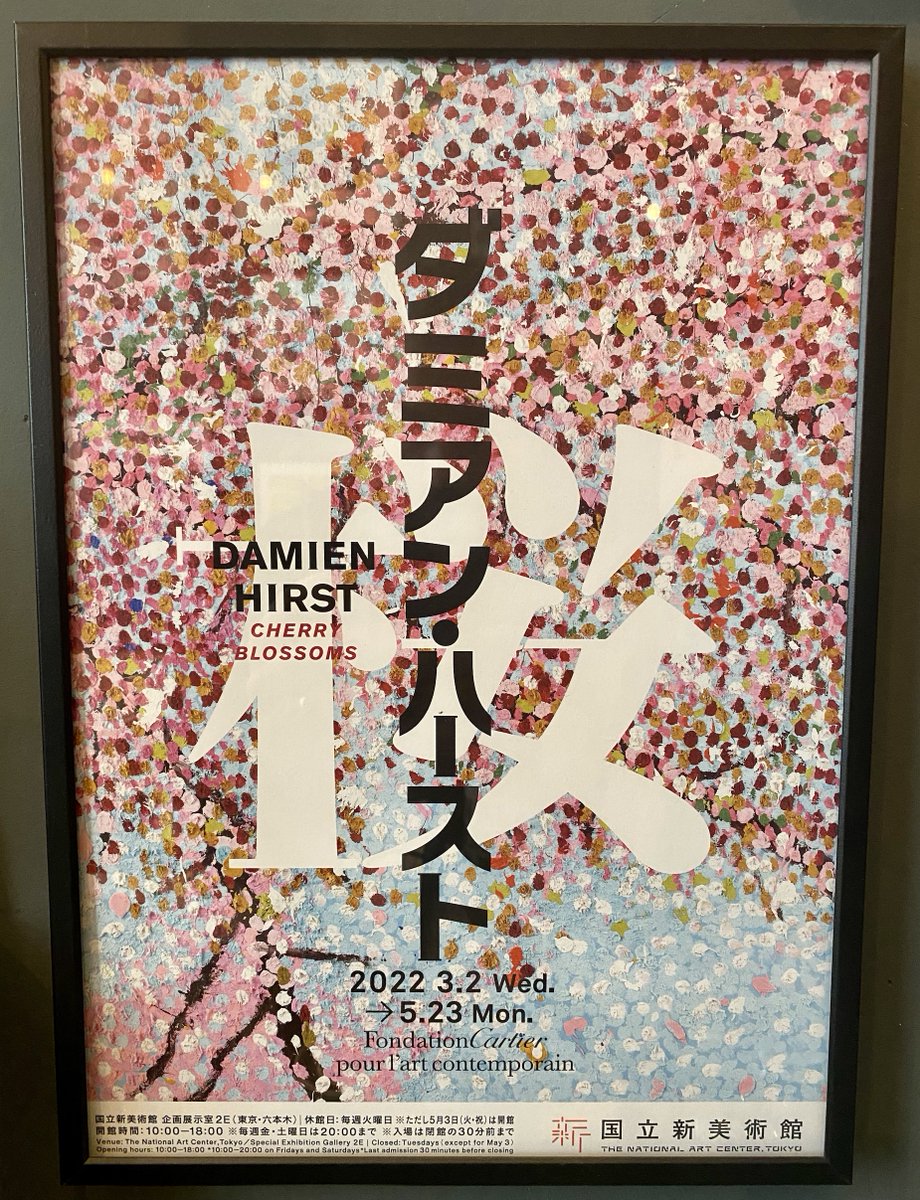 桜
ダミアン・ハースト
DAMIEN
HIRST
CHERRY
BLOSSOMS
2022 3.2 Wed.
→5.23 Mon.
Fondation Cartier
pour l'art contemporain
国立新美術館 企画展示室2E（東京・六本木）| 休館日：毎週火曜日 ※ただし5月3日（火・祝）は開館
開館時間：10:00–18:00 ※毎週金・土曜日は20:00まで ※入場は閉館の30分前まで
Venue: The National Art Center,Tokyo/Special Exhibition Gallery 2E | Closed: Tuesdays (except for May 3)
Opening hours: 10:00–18:00 *10:00–20:00 on Fridays and Saturdays*Last admission 30 minutes before closing
新 国立新美術館
THE NATIONAL ART CENTER, TOKYO